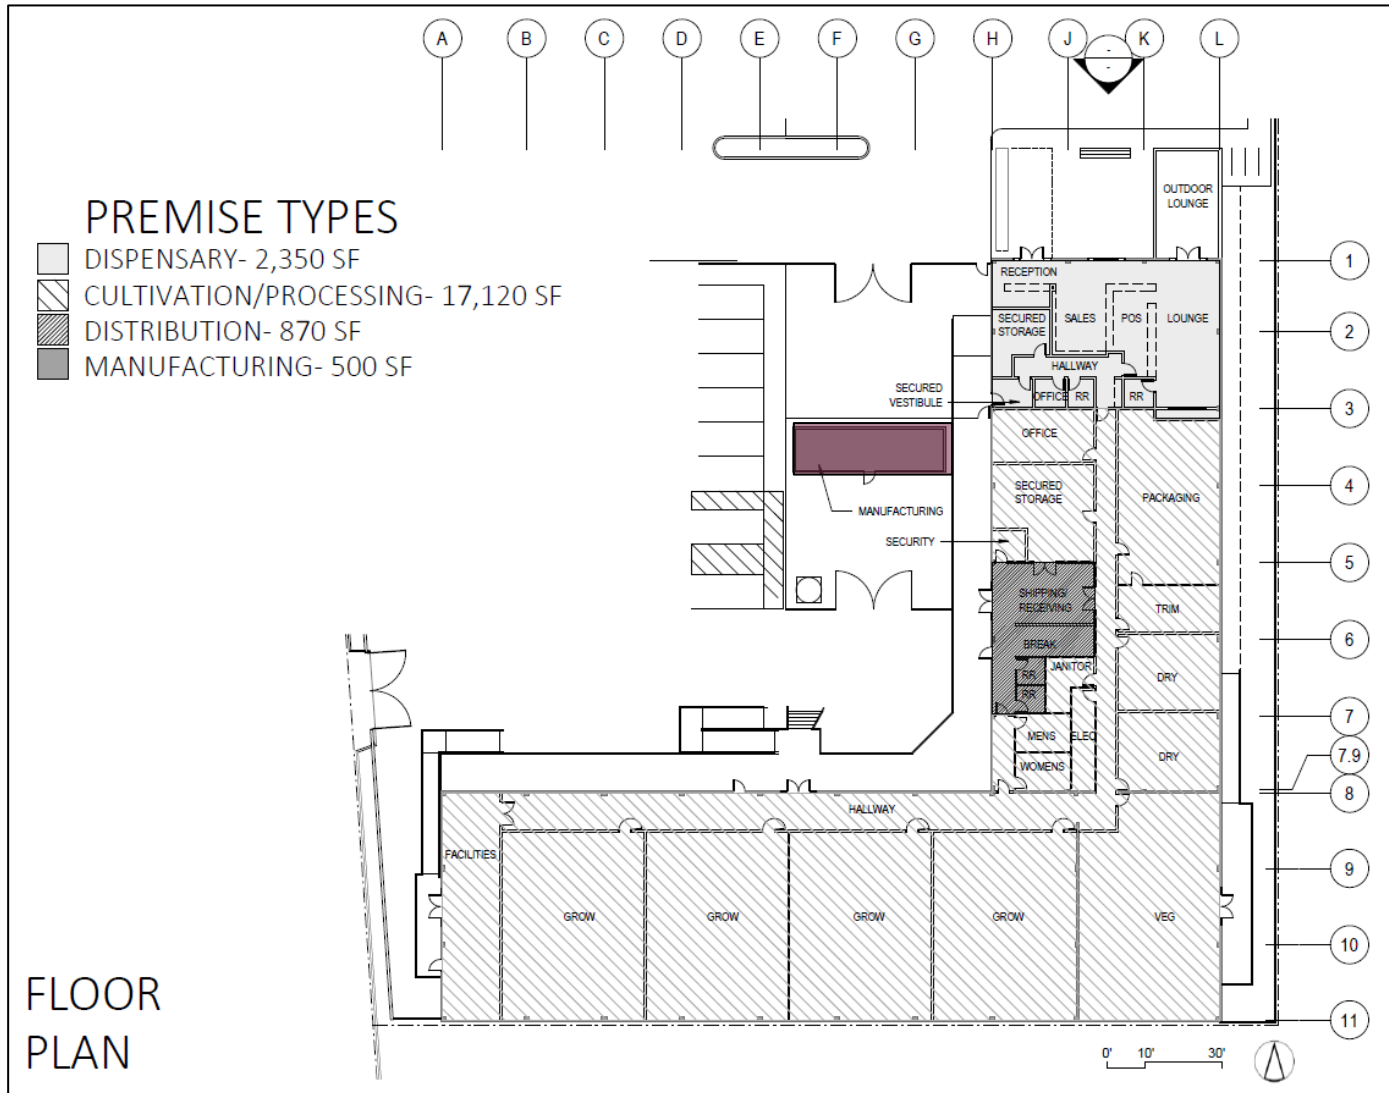 A B C D E F G H J K L
-
-
PREMISE TYPES
DISPENSARY- 2,350 SF
CULTIVATION/PROCESSING- 17,120 SF
DISTRIBUTION- 870 SF
MANUFACTURING- 500 SF
OUTDOOR
LOUNGE
1
RECEPTION
SECURED
STORAGE
SALES
POS
LOUNGE
2
HALLWAY
SECURED
VESTIBULE
OFFICE
RR
RR
3
OFFICE
SECURED
STORAGE
PACKAGING
4
MANUFACTURING
SECURITY
5
SHIPPING/
RECEIVING
TRIM
6
BREAK
JANITOR
RR
RR
DRY
7
MENS
ELEC
WOMENS
DRY
7.9
8
HALLWAY
FACILITIES
9
GROW
GROW
GROW
GROW
VEG
10
11
FLOOR
PLAN
0' 10' 30'